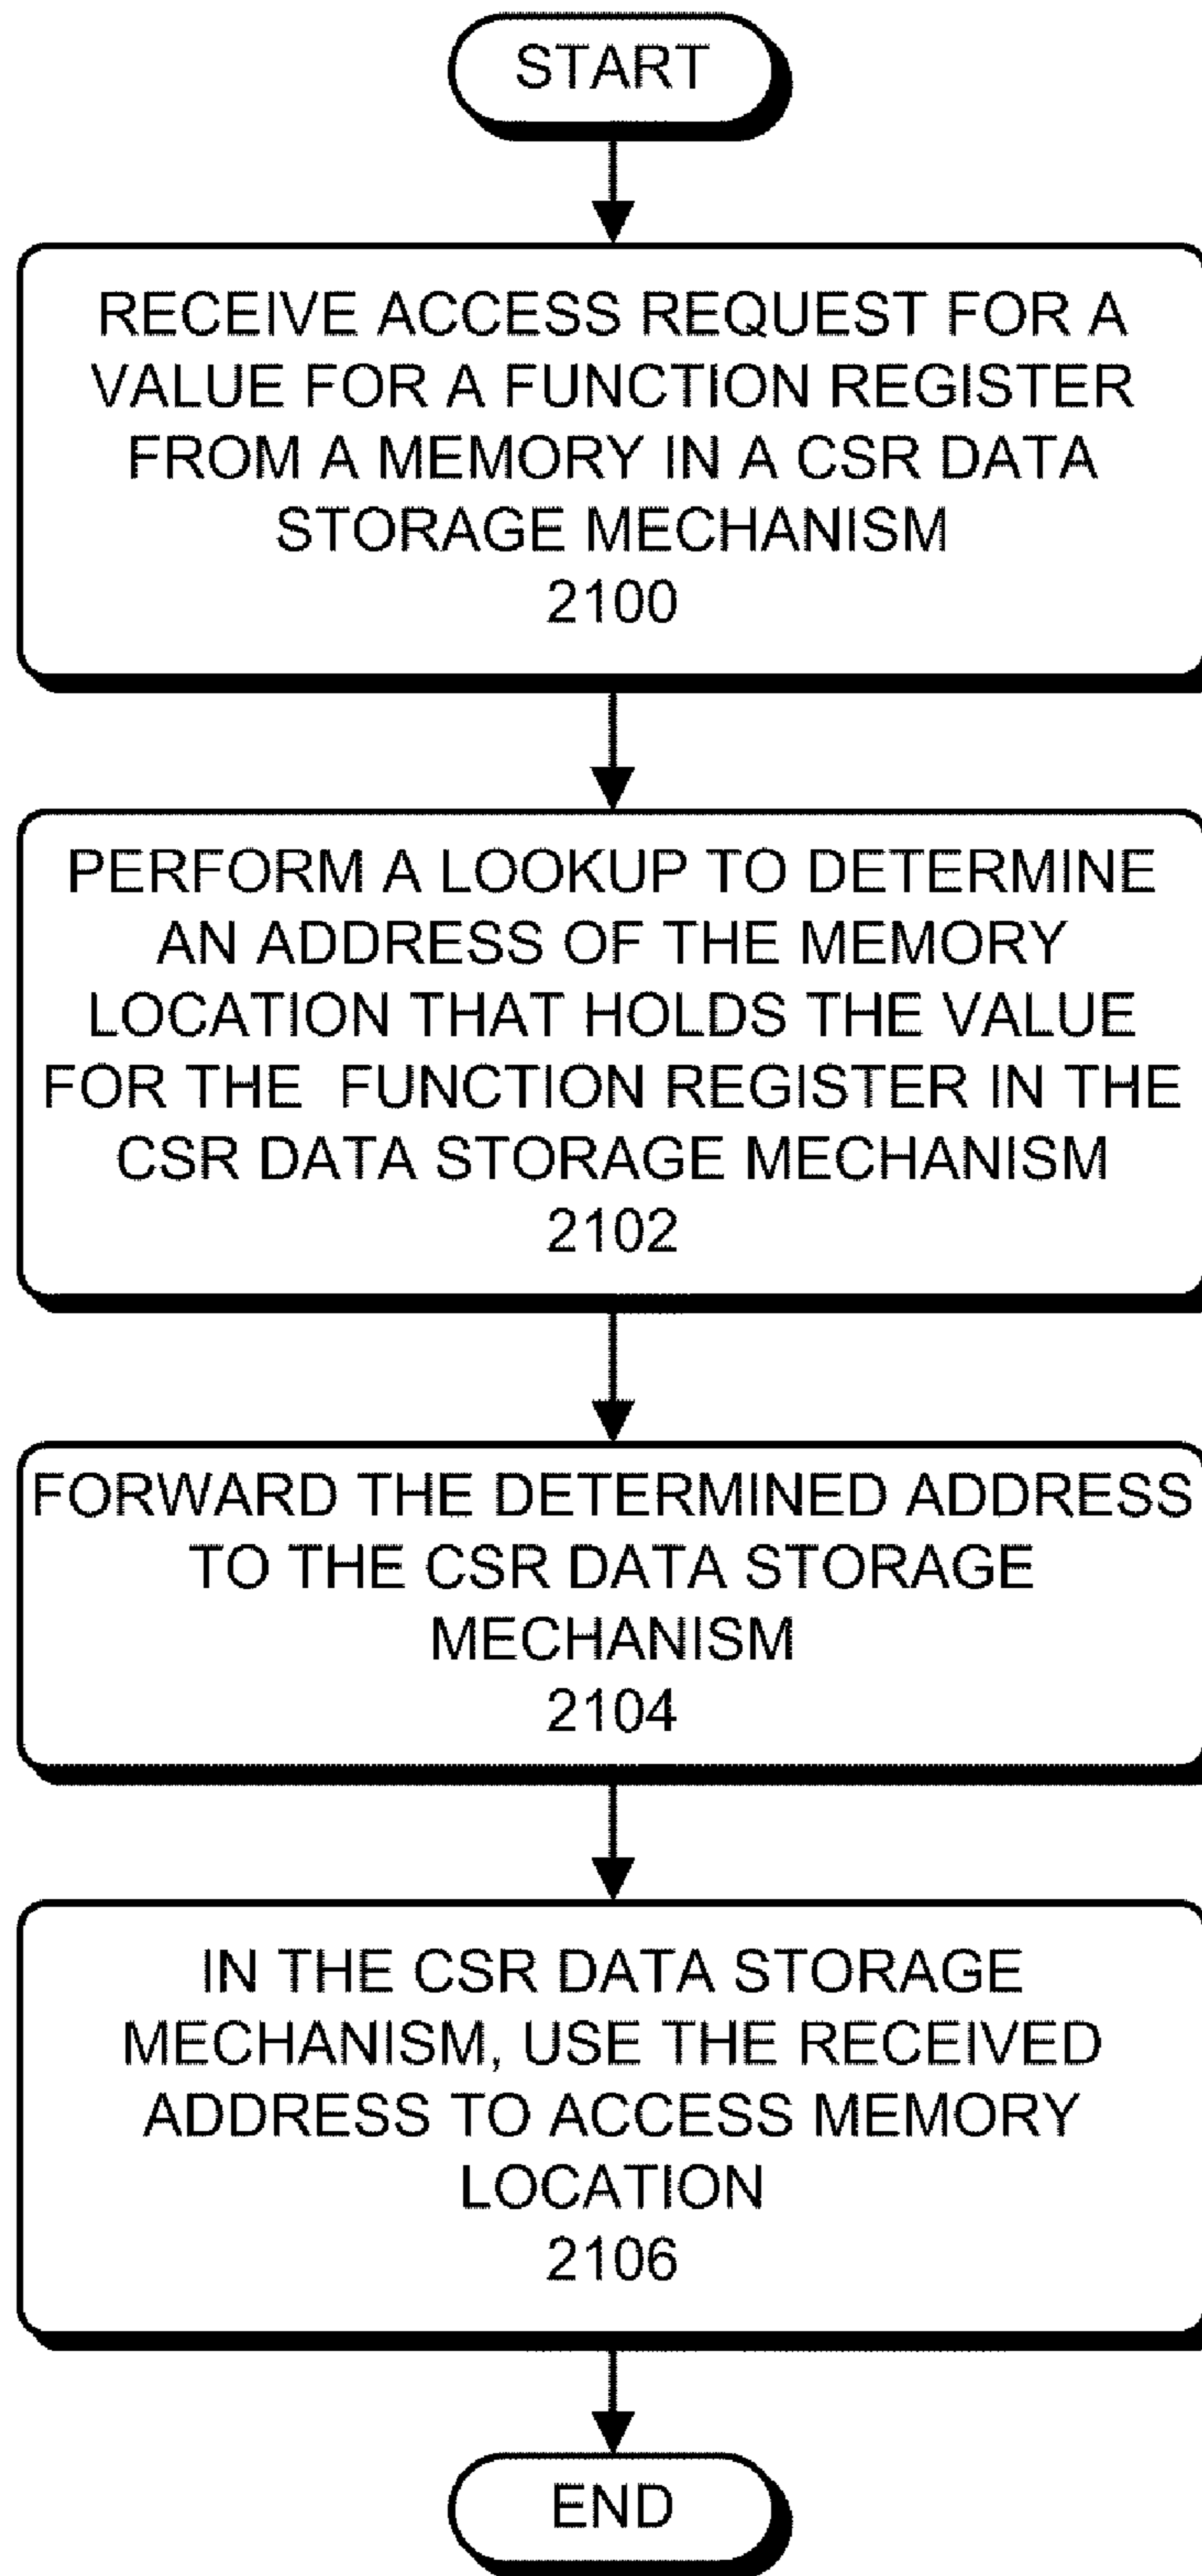 START
RECEIVE ACCESS REQUEST FOR A
VALUE FOR A FUNCTION REGISTER
FROM A MEMORY IN A CSR DATA
STORAGE MECHANISM
2100
PERFORM A LOOKUP TO DETERMINE
AN ADDRESS OF THE MEMORY
LOCATION THAT HOLDS THE VALUE
FOR THE FUNCTION REGISTER IN THE
CSR DATA STORAGE MECHANISM
2102
FORWARD THE DETERMINED ADDRESS
TO THE CSR DATA STORAGE
MECHANISM
2104
IN THE CSR DATA STORAGE
MECHANISM, USE THE RECEIVED
ADDRESS TO ACCESS MEMORY
LOCATION
2106
END